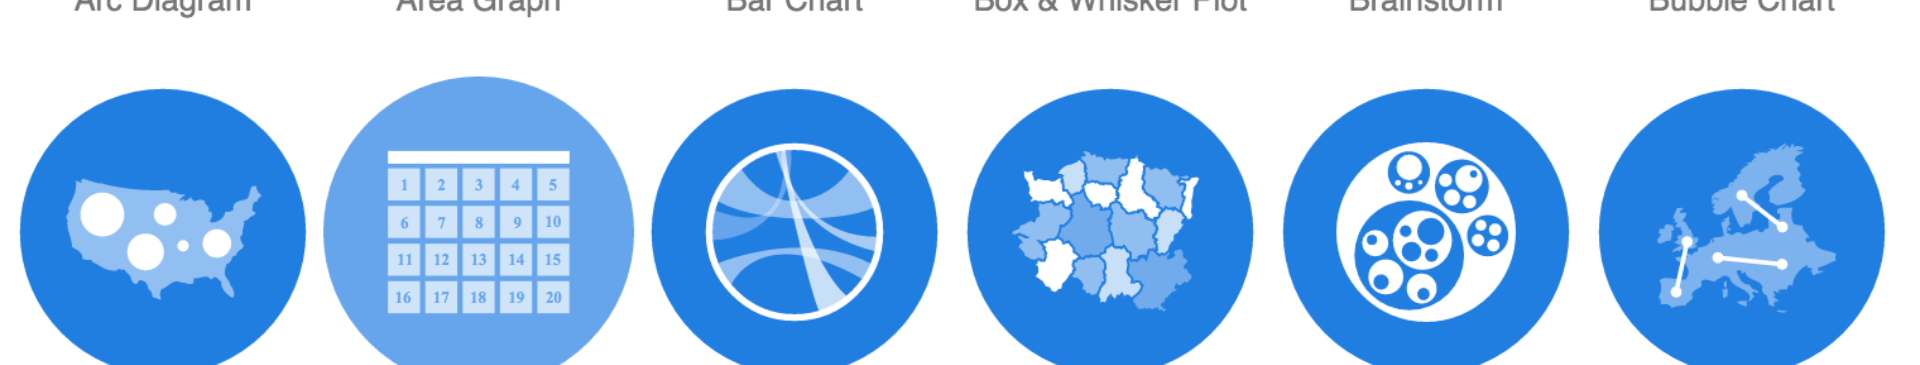 Arc Diagram Area Graph Bar Chart Box & Whisker Plot Brainstorm Bubble Chart
1 2 3 4 5
6 7 8 9 10
11 12 13 14 15
16 17 18 19 20